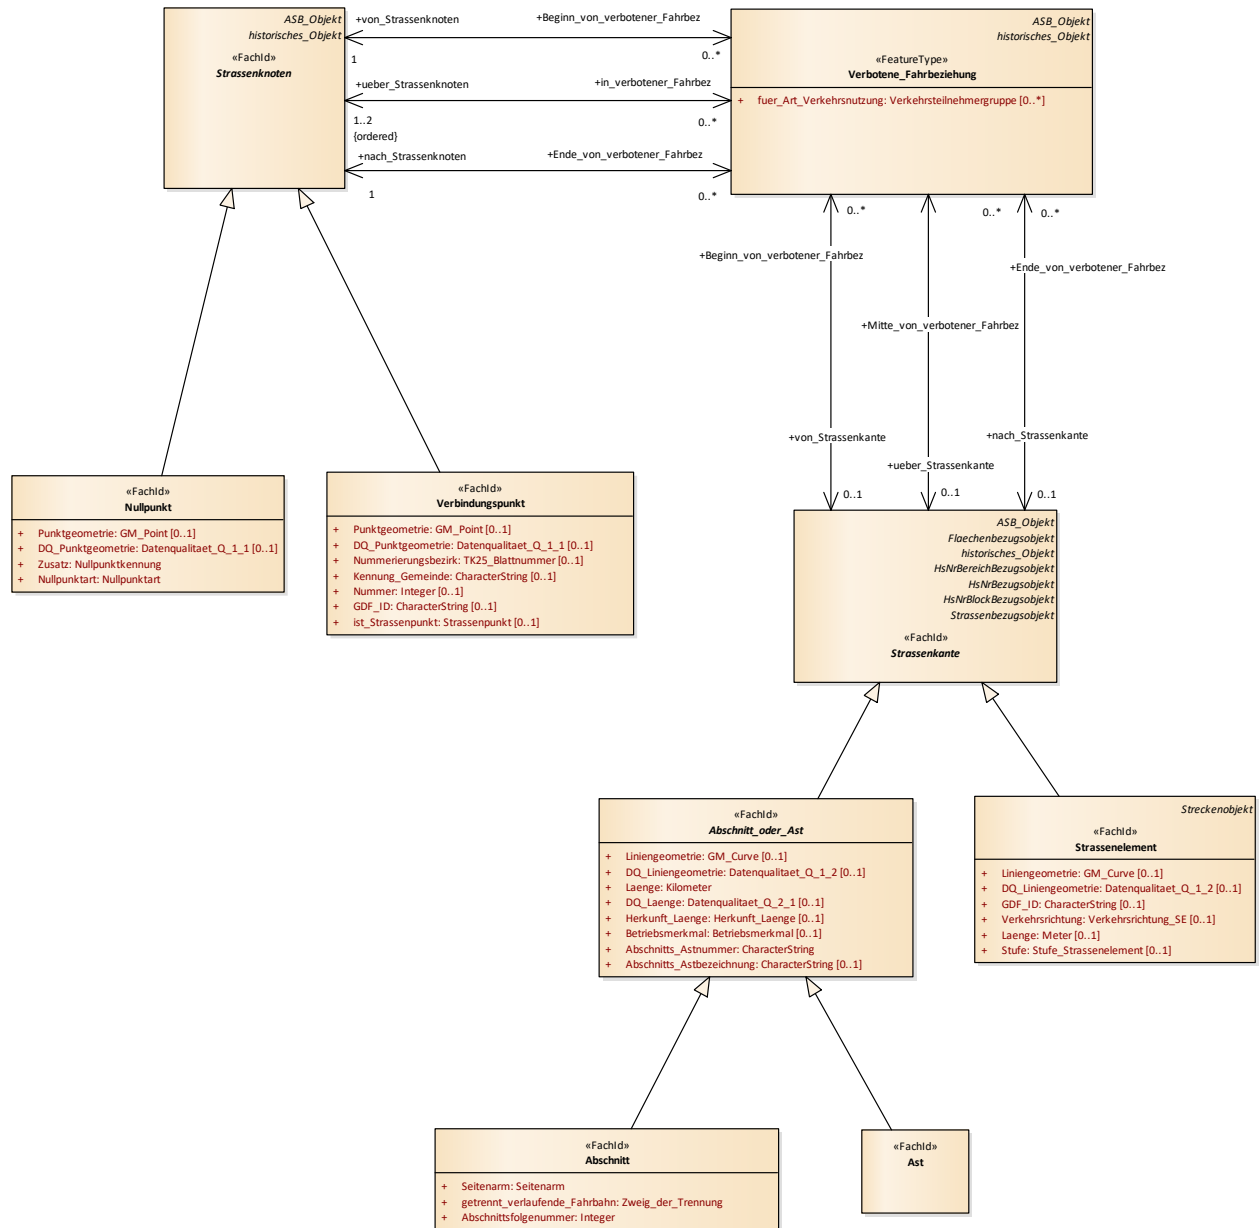 ASB_Objekt
historisches_Objekt
«FachId»
Strassenknoten
+von_Strassenknoten
+Beginn_von_verbotener_Fahrbez
1
0..*
+ueber_Strassenknoten
+in_verbotener_Fahrbez
1..2
{ordered}
0..*
+nach_Strassenknoten
+Ende_von_verbotener_Fahrbez
1
0..*
ASB_Objekt
historisches_Objekt
«FeatureType»
Verbotene_Fahrbeziehung
+ fuer_Art_Verkehrsnutzung: Verkehrsteilnehmergruppe [0..*]
0..*
0..*
0..*
+Beginn_von_verbotener_Fahrbez
+Ende_von_verbotener_Fahrbez
+Mitte_von_verbotener_Fahrbez
+von_Strassenkante
+nach_Strassenkante
+ueber_Strassenkante
0..1
0..1
0..1
«FachId»
Nullpunkt
+ Punktgeometrie: GM_Point [0..1]
+ DQ_Punktgeometrie: Datenqualitaet_Q_1_1 [0..1]
+ Zusatz: Nullpunktkennung
+ Nullpunktart: Nullpunktart
«FachId»
Verbindungspunkt
+ Punktgeometrie: GM_Point [0..1]
+ DQ_Punktgeometrie: Datenqualitaet_Q_1_1 [0..1]
+ Nummerierungsbezirk: TK25_Blattnummer [0..1]
+ Kennung_Gemeinde: CharacterString [0..1]
+ Nummer: Integer [0..1]
+ GDF_ID: CharacterString [0..1]
+ ist_Strassenpunkt: Strassenpunkt [0..1]
ASB_Objekt
Flaechenbezugsobjekt
historisches_Objekt
HsNrBereichBezugsobjekt
HsNrBezugsobjekt
HsNrBlockBezugsobjekt
Strassenbezugsobjekt
«FachId»
Strassenkante
«FachId»
Abschnitt_oder_Ast
+ Liniengeometrie: GM_Curve [0..1]
+ DQ_Liniengeometrie: Datenqualitaet_Q_1_2 [0..1]
+ Laenge: Kilometer
+ DQ_Laenge: Datenqualitaet_Q_2_1 [0..1]
+ Herkunft_Laenge: Herkunft_Laenge [0..1]
+ Betriebsmerkmal: Betriebsmerkmal [0..1]
+ Abschnitts_Astnummer: CharacterString
+ Abschnitts_Astbezeichnung: CharacterString [0..1]
Streckenobjekt
«FachId»
Strassenelement
+ Liniengeometrie: GM_Curve [0..1]
+ DQ_Liniengeometrie: Datenqualitaet_Q_1_2 [0..1]
+ GDF_ID: CharacterString [0..1]
+ Verkehrsrichtung: Verkehrsrichtung_SE [0..1]
+ Laenge: Meter [0..1]
+ Stufe: Stufe_Strassenelement [0..1]
«FachId»
Abschnitt
+ Seitenarm: Seitenarm
+ getrennt_verlaufende_Fahrbahn: Zweig_der_Trennung
+ Abschnittsfolgenummer: Integer
«FachId»
Ast